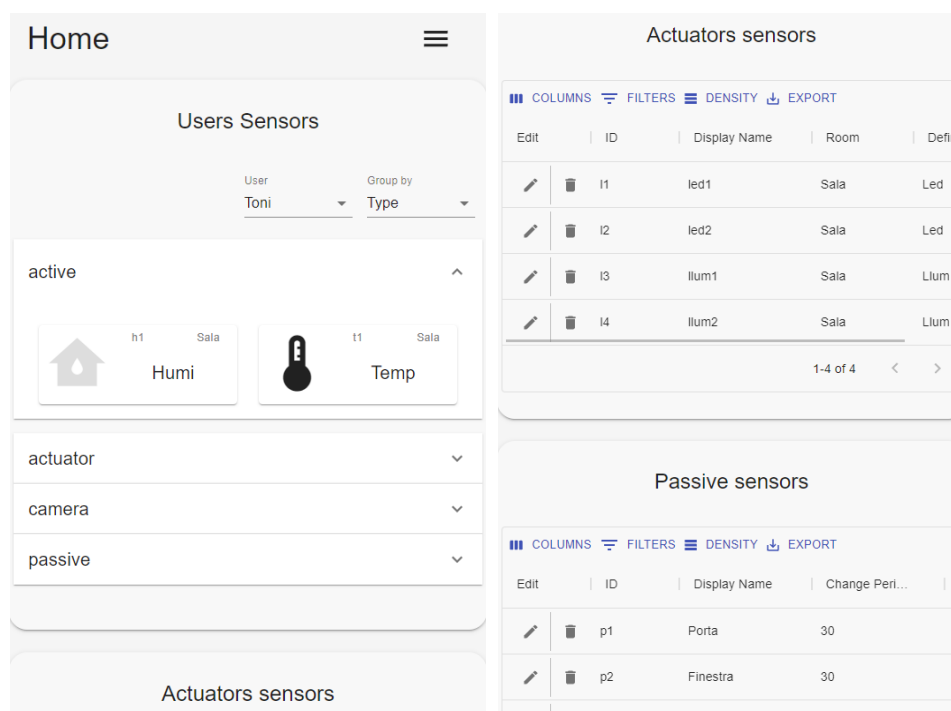 Home
Users Sensors
User Group by
Toni Type
active
h1 Sala
Humi
t1 Sala
Temp
actuator
camera
passive
Actuators sensors
Actuators sensors
COLUMNS FILTERS DENSITY EXPORT
Edit ID Display Name Room Defi
l1 led1 Sala Led
l2 led2 Sala Led
l3 llum1 Sala Llum
l4 llum2 Sala Llum
1-4 of 4
Passive sensors
COLUMNS FILTERS DENSITY EXPORT
Edit ID Display Name Change Peri...
p1 Porta 30
p2 Finestra 30